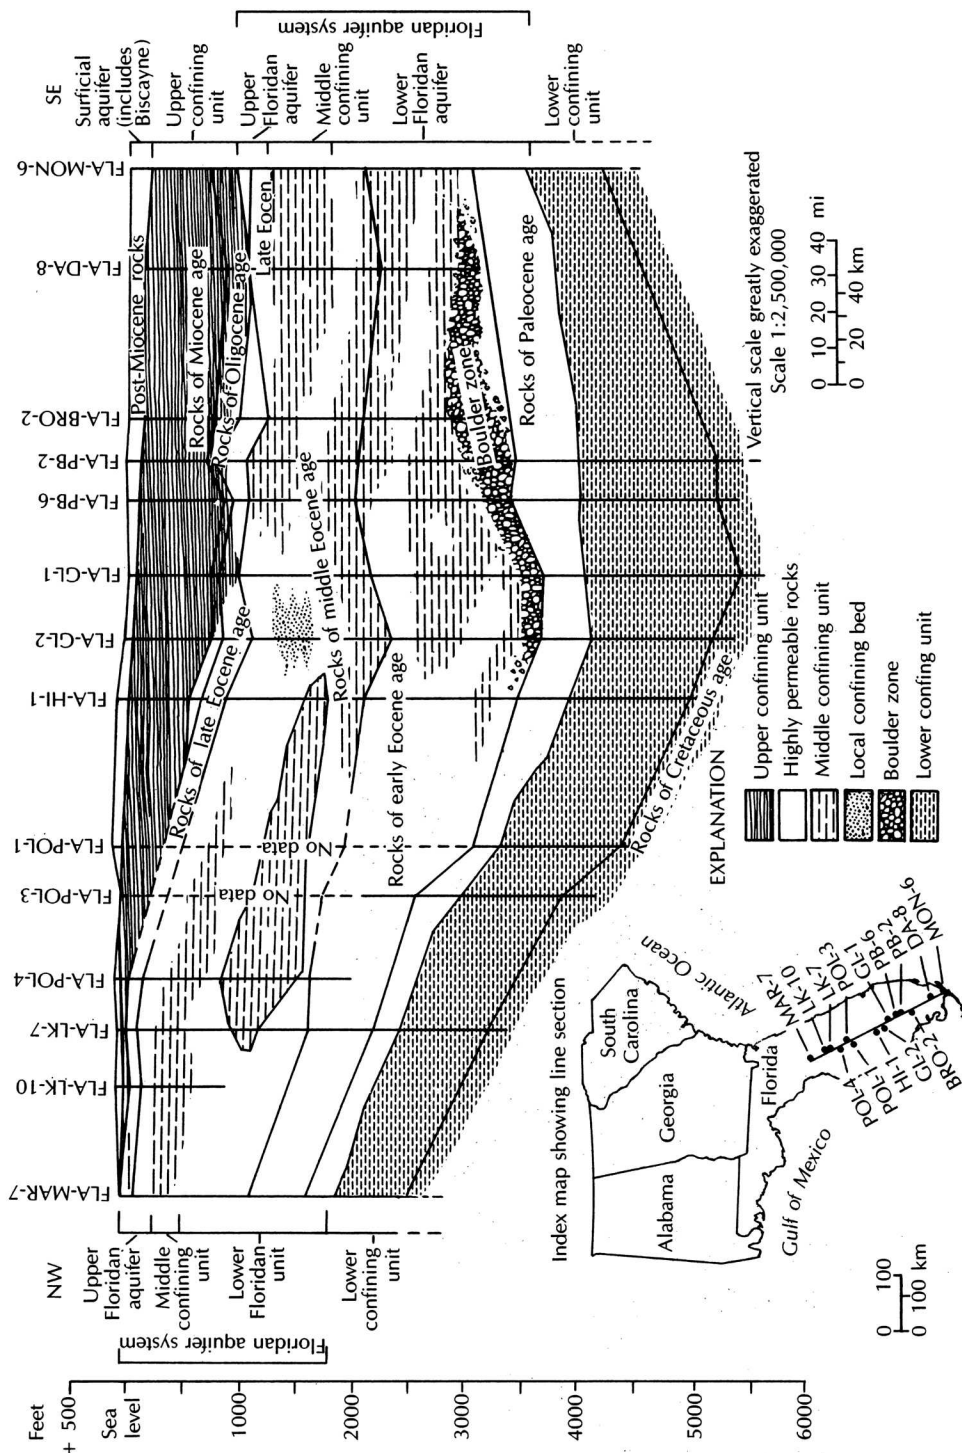 Feet
+ 500
Sea
level
1000
2000
3000
4000
5000
6000
NW
Floridan aquifer system
Upper
Floridan
aquifer
Middle
confining
unit
Lower
Floridan
unit
Lower
confining
unit
FLA-MAR-7
FLA-LK-10
FLA-LK-7
FLA-POL-4
FLA-POL-3
FLA-POL-1
FLA-HI-1
FLA-GL-2
FLA-GL-1
FLA-PB-6
FLA-PB-2
FLA-BRO-2
FLA-DA-8
FLA-MON-6
SE
Surficial
aquifer
(includes
Biscayne)
Upper
confining
unit
Upper
Floridan
aquifer
Middle
confining
unit
Lower
Floridan
aquifer
Lower
confining
unit
Floridan aquifer system
Post-Miocene rocks
Rocks of Miocene age
Rocks of Oligocene age
Late Eocen
Rocks of late Eocene age
Rocks of middle Eocene age
No data
No data
Rocks of early Eocene age
Boulder zone
Rocks of Paleocene age
Rocks of Cretaceous age
Vertical scale greatly exaggerated
Scale 1:2,500,000
0 10 20 30 40 mi
0 20 40 km
EXPLANATION
Upper confining unit
Highly permeable rocks
Middle confining unit
Local confining bed
Boulder zone
Lower confing unit
Index map showing line section
South
Carolina
Georgia
Alabama
Florida
Atlantic Ocean
Gulf of Mexico
MAR-7
LK-10
LK-7
POL-3
GL-1
PB-6
PB-2
DA-8
MON-6
POL-4
POL-1
HI-1
GL-2
BRO-2
0 100
0 100 km